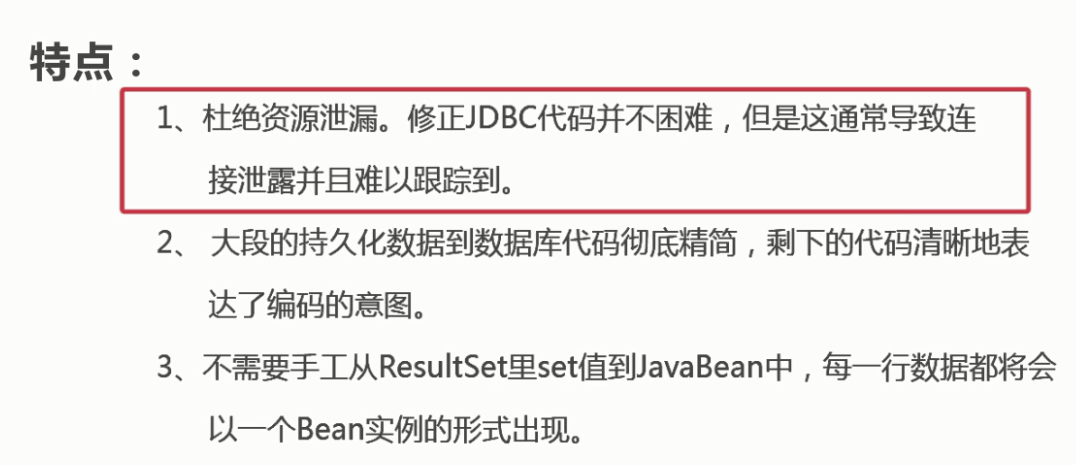 特点：
1、杜绝资源泄漏。修正JDBC代码并不困难，但是这通常导致连
接泄露并且难以跟踪到。
2、 大段的持久化数据到数据库代码彻底精简，剩下的代码清晰地表
达了编码的意图。
3、不需要手工从ResultSet里set值到JavaBean中，每一行数据都将会
以一个Bean实例的形式出现。